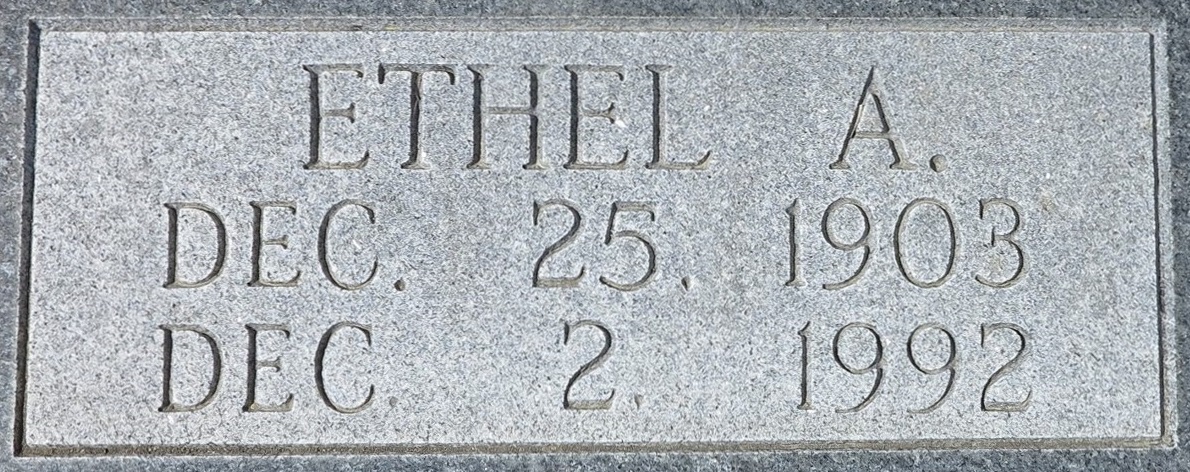 ETHEL A.
DEC. 25, 1903
DEC. 2, 1992